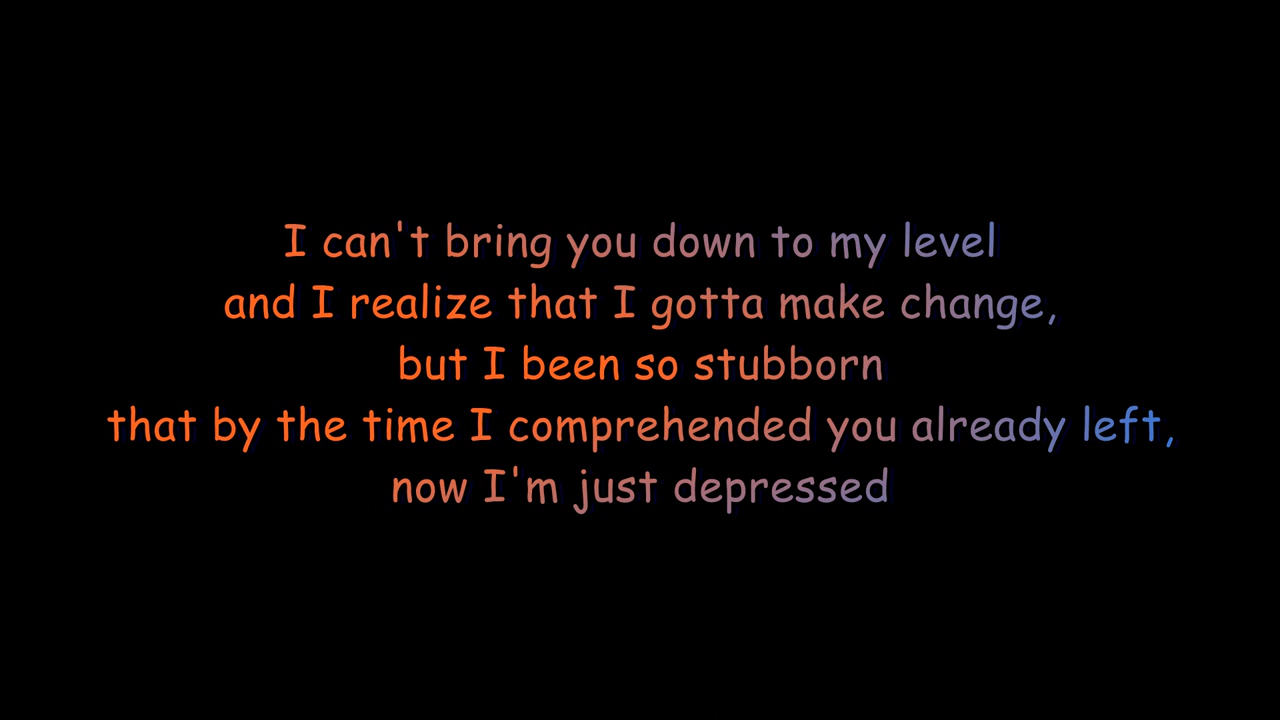 I can't bring you down to my level
and I realize that I gotta make change,
but I been so stubborn
that by the time I comprehended you already left,
now I'm just depressed